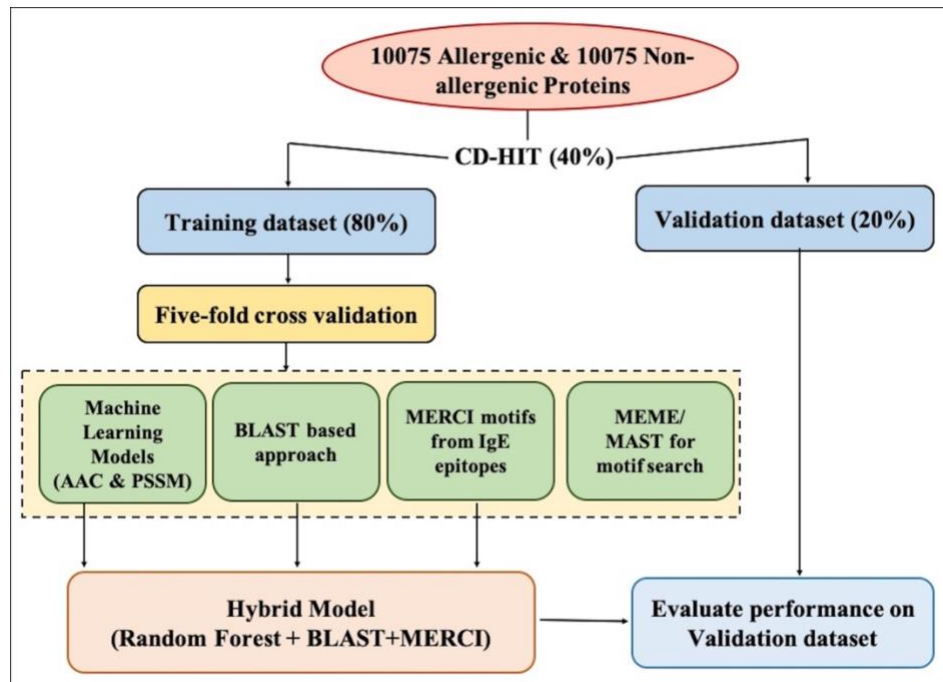 10075 Allergenic & 10075 Non-
allergenic Proteins
CD-HIT (40%)
Training dataset (80%)
Validation dataset (20%)
Five-fold cross validation
Machine
Learning
Models
(AAC & PSSM)
BLAST based
approach
MERCI motifs
from IgE
epitopes
MEME/
MAST for
motif search
Hybrid Model
(Random Forest + BLAST+MERCI)
Evaluate performance on
Validation dataset